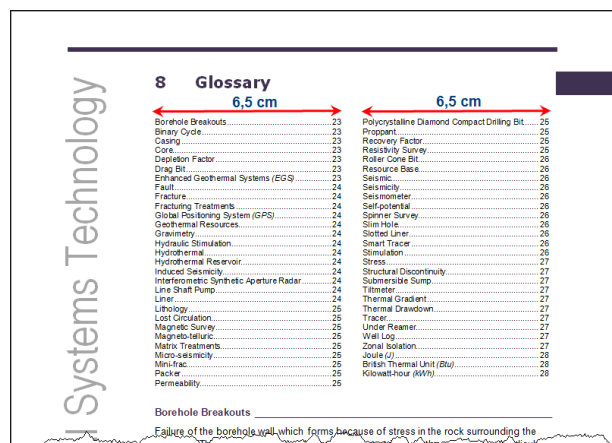 l Systems Technology
8 Glossary
6,5 cm
Borehole Breakouts 23
Binary Cycle 23
Casing 23
Core 23
Depletion Factor 23
Drag Bit 23
Enhanced Geothermal Systems (EGS) 23
Fault 24
Fracture 24
Fracturing Treatments 24
Global Positioning System (GPS) 24
Geothermal Resources 24
Gravimetry 24
Hydraulic Stimulation 24
Hydrothermal 24
Hydrothermal Reservoir 24
Induced Seismicity 24
Interferometric Synthetic Aperture Radar 24
Line Shaft Pump 24
Liner 24
Lithology 25
Lost Circulation 25
Magnetic Survey 25
Magneto-telluric 25
Matrix Treatments 25
Micro-seismicity 25
Mini-frac 25
Packer 25
Permeability 25
6,5 cm
Polycrystalline Diamond Compact Drilling Bit 25
Proppant 25
Recovery Factor 25
Resistivity Survey 25
Roller Cone Bit 26
Resource Base 26
Seismic 26
Seismicity 26
Seismometer 26
Self-potential 26
Spinner Survey 26
Slim Hole 26
Slotted Liner 26
Smart Tracer 26
Stimulation 26
Stress 27
Structural Discontinuity 27
Submersible Sump 27
Tiltmeter 27
Thermal Gradient 27
Thermal Drawdown 27
Tracer 27
Under Reamer 27
Well Log 27
Zonal Isolation 27
Joule (J) 28
British Thermal Unit (Btu) 28
Kilowatt-hour (kWh) 28
Borehole Breakouts
Failure of the borehole wall which forms because of stress in the rock surrounding the